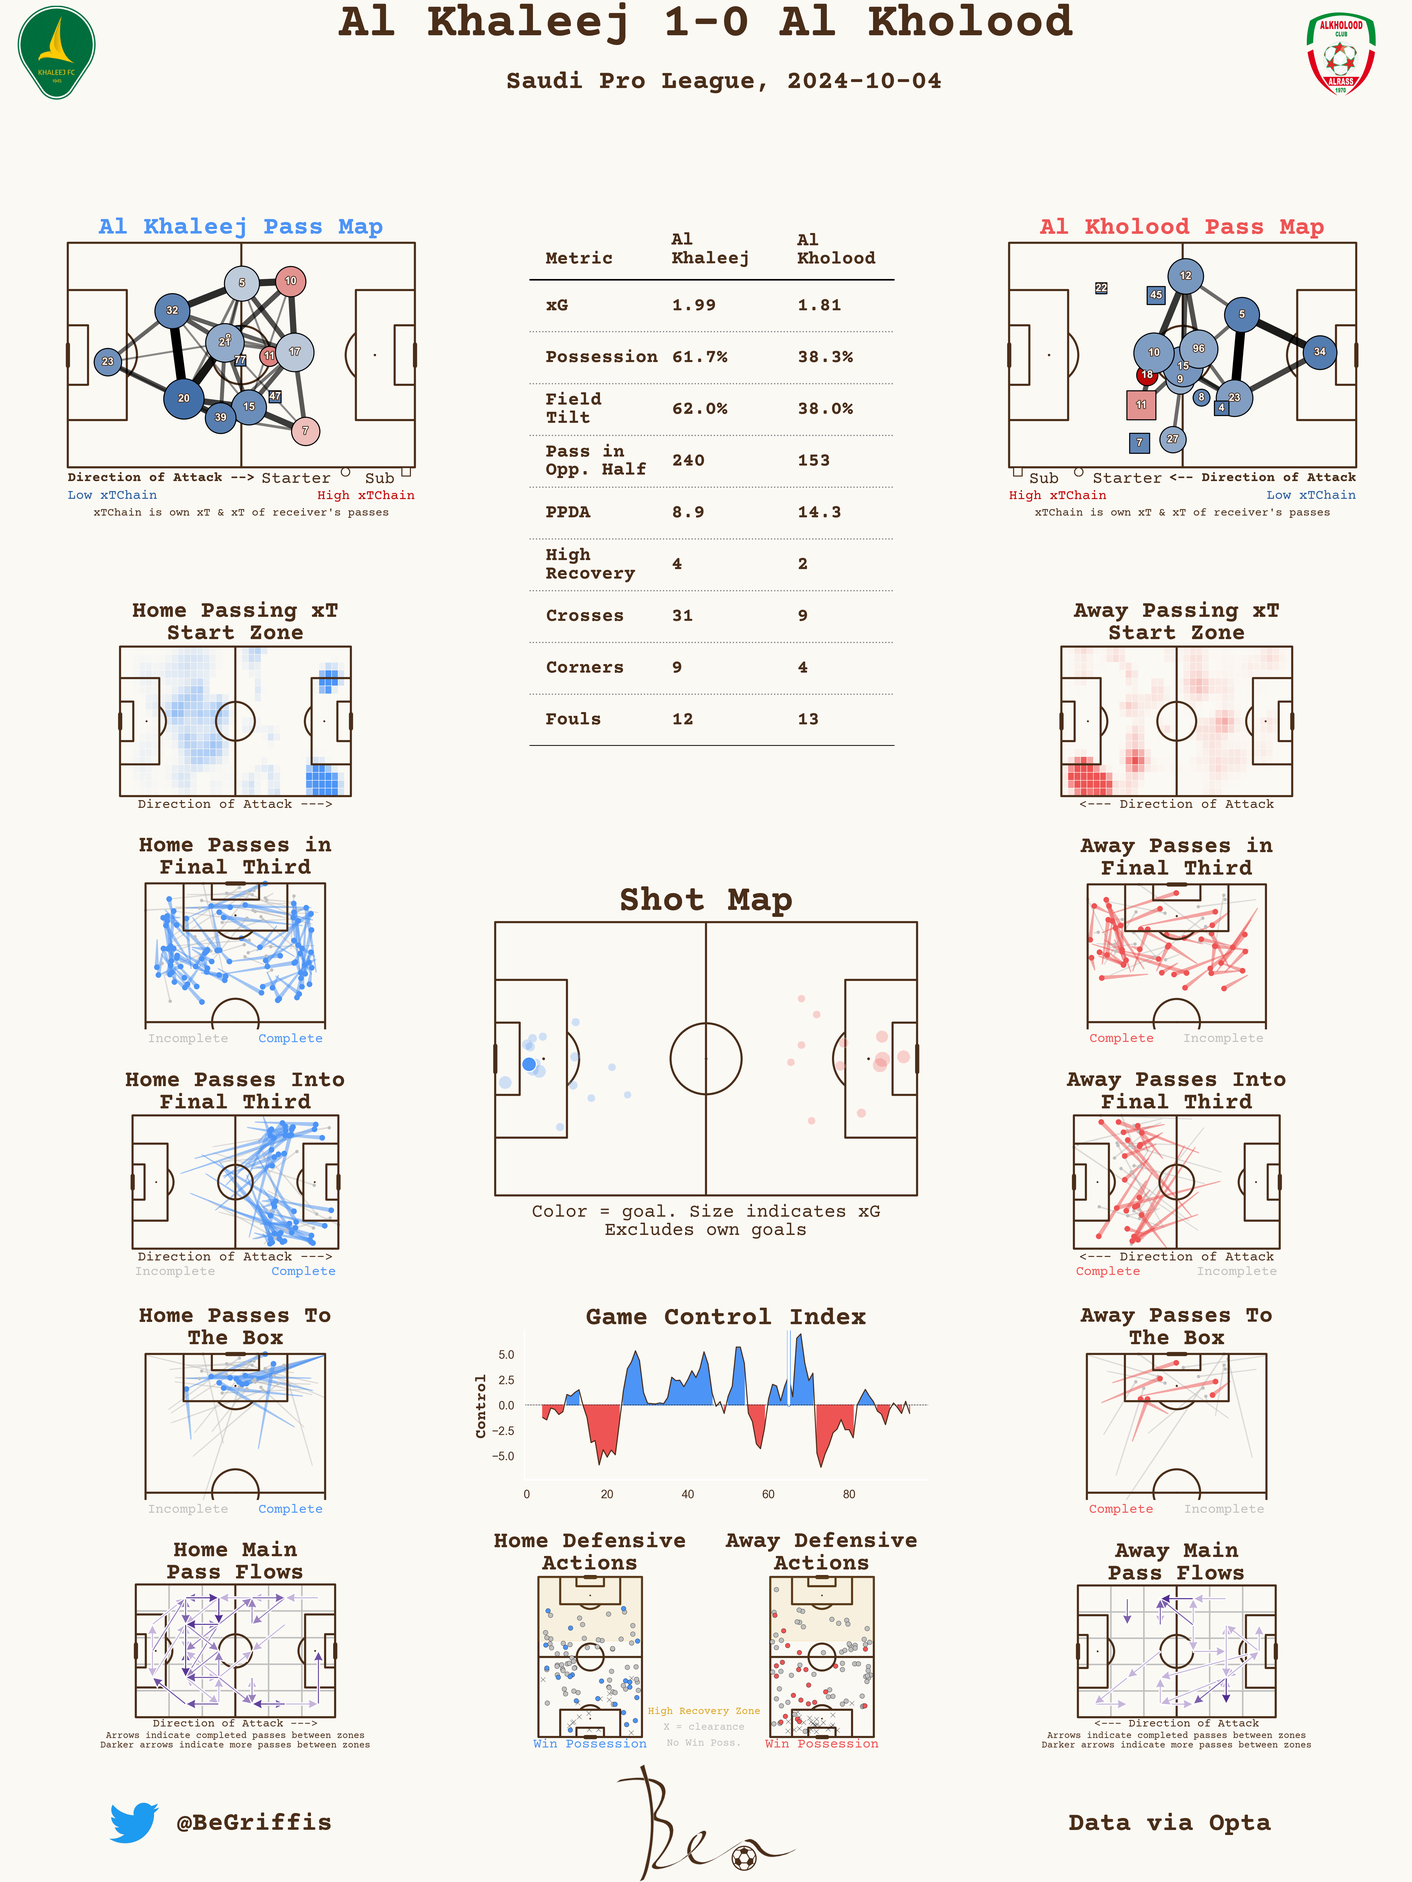 Al Khaleej 1-0 Al Kholood
Saudi Pro League, 2024-10-04
KHALEEJ FC
ALKHOLOOD
CLUB
ALRASS
1970
Al Khaleej Pass Map
5
10
32
21
17
23
77
11
20
47
39
15
7
Direction of Attack --> Starter Sub
Low xTChain High xTChain
xTChain is own xT & xT of receiver's passes
Metric Al Khaleej Al Kholood
xG 1.99 1.81
Possession 61.7% 38.3%
Field Tilt 62.0% 38.0%
Pass in Opp. Half 240 153
PPDA 8.9 14.3
High Recovery 4 2
Crosses 31 9
Corners 9 4
Fouls 12 13
Al Kholood Pass Map
12
22
45
5
10
96
34
15
18
9
11
8
4
23
7
27
Sub Starter <-- Direction of Attack
High xTChain Low xTChain
xTChain is own xT & xT of receiver's passes
Home Passing xT
Start Zone
Direction of Attack --->
Away Passing xT
Start Zone
<--- Direction of Attack
Home Passes in
Final Third
Incomplete Complete
Away Passes in
Final Third
Complete Incomplete
Shot Map
Color = goal. Size indicates xG
Excludes own goals
Home Passes Into
Final Third
Direction of Attack --->
Incomplete Complete
Away Passes Into
Final Third
<--- Direction of Attack
Complete Incomplete
Home Passes To
The Box
Incomplete Complete
Game Control Index
Control
5.0
2.5
0.0
−2.5
−5.0
0 20 40 60 80
Away Passes To
The Box
Complete Incomplete
Home Main
Pass Flows
Direction of Attack --->
Arrows indicate completed passes between zones
Darker arrows indicate more passes between zones
Home Defensive
Actions
Win Possession
High Recovery Zone
X = clearance
No Win Poss.
Away Defensive
Actions
Win Possession
Away Main
Pass Flows
<--- Direction of Attack
Arrows indicate completed passes between zones
Darker arrows indicate more passes between zones
@BeGriffis
Ben
Data via Opta